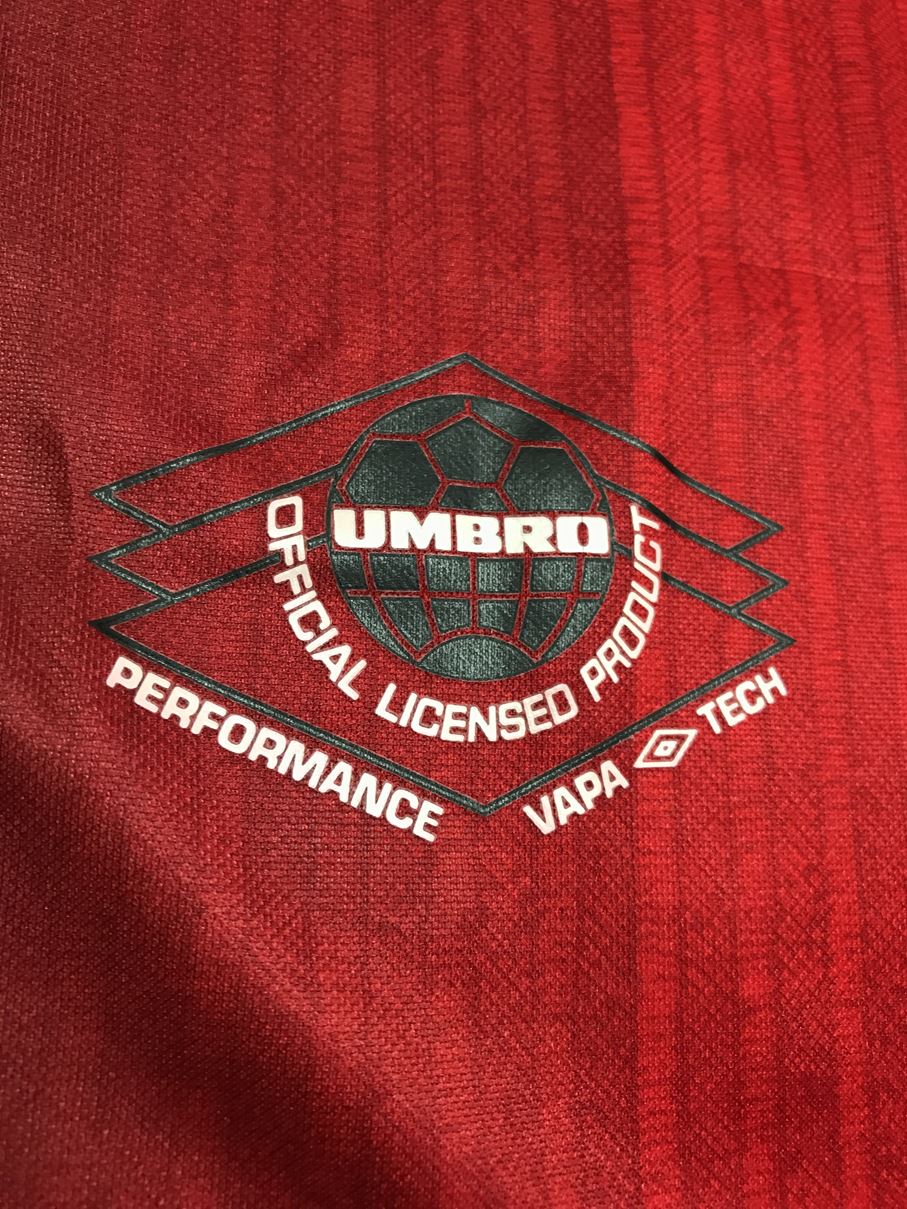 UMBRO
OFFICIAL LICENSED PRODUCT
PERFORMANCE
VAPA TECH